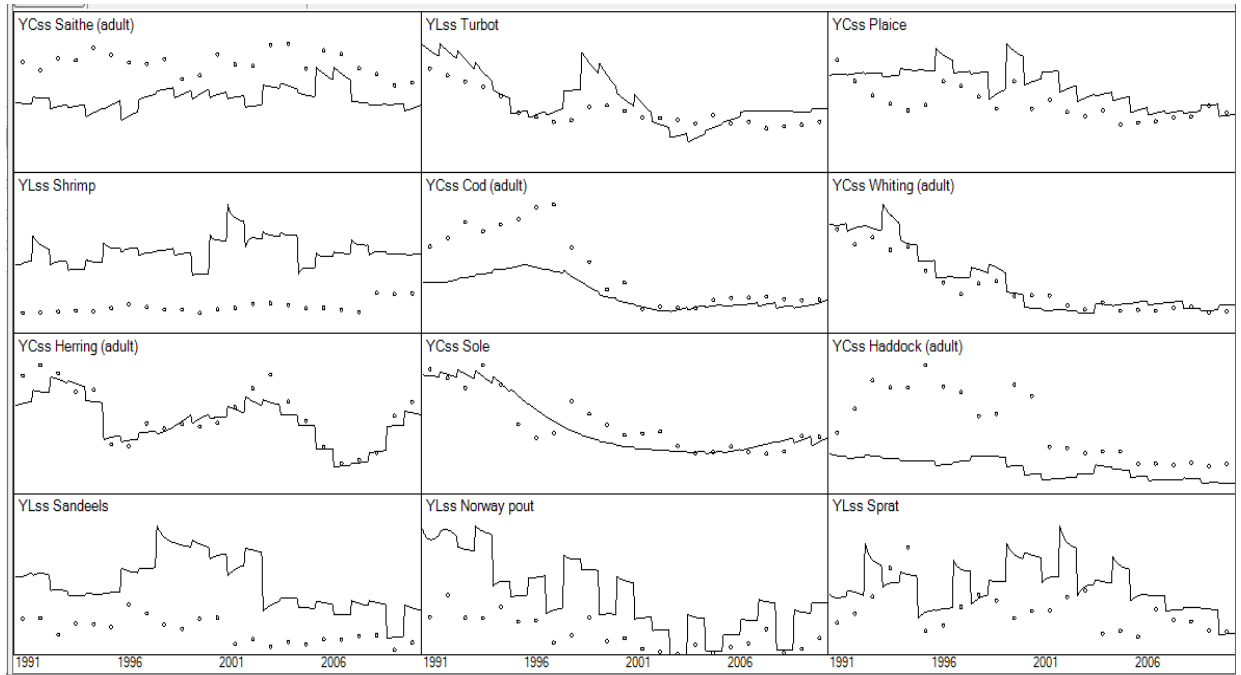 YCss Saithe (adult)
YLss Turbot
YCss Plaice
YLss Shrimp
YCss Cod (adult)
YCss Whiting (adult)
YCss Herring (adult)
YCss Sole
YCss Haddock (adult)
YLss Sandeels
YLss Norway pout
YLss Sprat
1991 1996 2001 2006 1991 1996 2001 2006 1991 1996 2001 2006